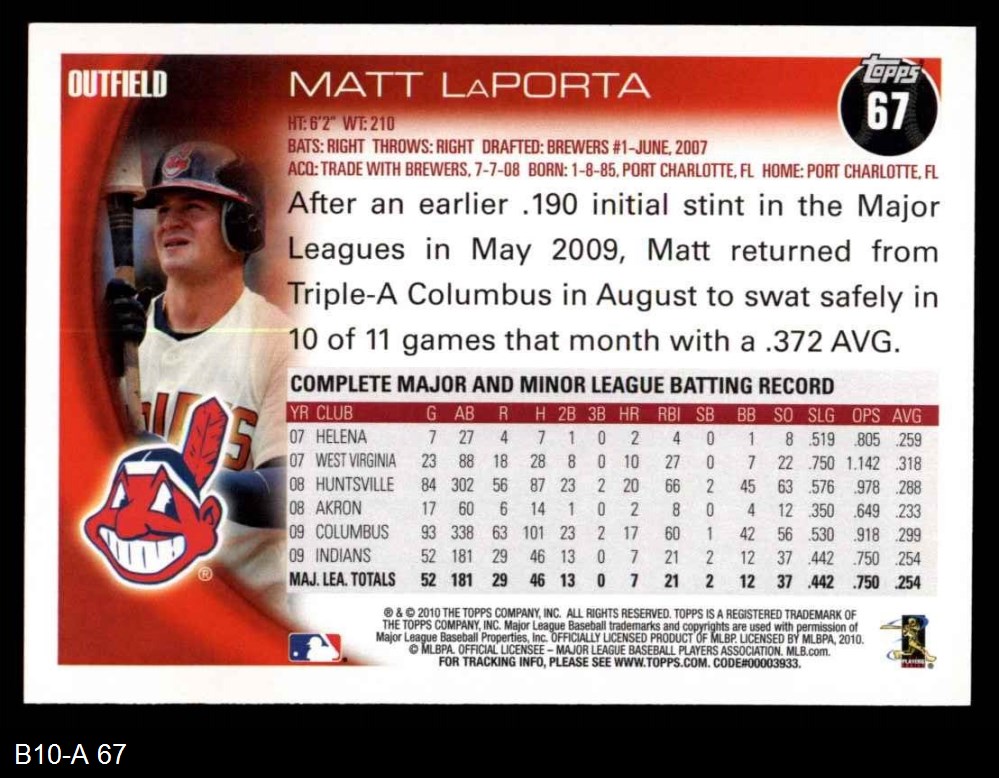 OUTFIELD
MATT LaPORTA
Topps
67
HT: 6'2" WT: 210
BATS: RIGHT THROWS: RIGHT DRAFTED: BREWERS #1-JUNE, 2007
ACQ: TRADE WITH BREWERS, 7-7-08 BORN: 1-8-85, PORT CHARLOTTE, FL HOME: PORT CHARLOTTE, FL
After an earlier .190 initial stint in the Major
Leagues in May 2009, Matt returned from
Triple-A Columbus in August to swat safely in
10 of 11 games that month with a .372 AVG.
COMPLETE MAJOR AND MINOR LEAGUE BATTING RECORD
YR CLUB G AB R H 2B 3B HR RBI SB BB SO SLG OPS AVG
07 HELENA 7 27 4 7 1 0 2 4 0 1 8 .519 .805 .259
07 WEST VIRGINIA 23 88 18 28 8 0 10 27 0 7 22 .750 1.142 .318
08 HUNTSVILLE 84 302 56 87 23 2 20 66 2 45 63 .576 .978 .288
08 AKRON 17 60 6 14 1 0 2 8 0 4 12 .350 .649 .233
09 COLUMBUS 93 338 63 101 23 2 17 60 1 42 56 .530 .918 .299
09 INDIANS 52 181 29 46 13 0 7 21 2 12 37 .442 .750 .254
MAJ. LEA. TOTALS 52 181 29 46 13 0 7 21 2 12 37 .442 .750 .254
®
® & © 2010 THE TOPPS COMPANY, INC. ALL RIGHTS RESERVED. TOPPS IS A REGISTERED TRADEMARK OF
THE TOPPS COMPANY, INC. Major League Baseball trademarks and copyrights are used with permission of
Major League Baseball Properties, Inc. OFFICIALLY LICENSED PRODUCT OF MLBP. LICENSED BY MLBPA, 2010.
© MLBPA. OFFICIAL LICENSEE – MAJOR LEAGUE BASEBALL PLAYERS ASSOCIATION. MLB.com.
FOR TRACKING INFO, PLEASE SEE WWW.TOPPS.COM. CODE#00003933.
PLAYERS
B10-A 67